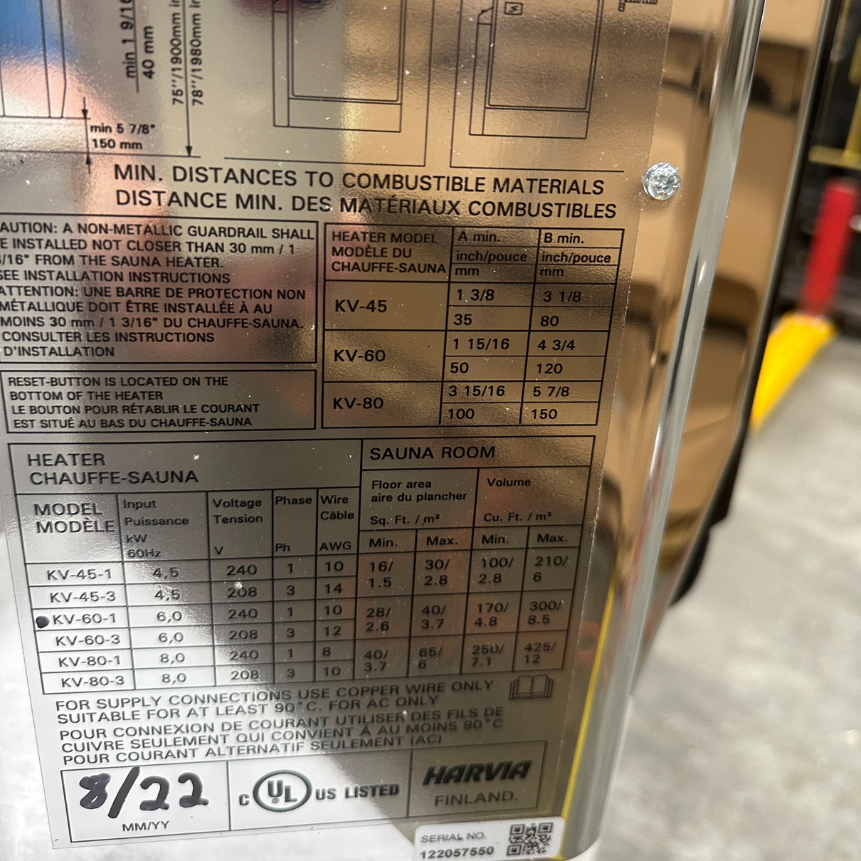 min 1 9/16
40 mm
75''/1900mm
78''/1980mm
min 5 7/8"
150 mm
MIN. DISTANCES TO COMBUSTIBLE MATERIALS
DISTANCE MIN. DES MATÉRIAUX COMBUSTIBLES
AUTION: A NON-METALLIC GUARDRAIL SHALL
E INSTALLED NOT CLOSER THAN 30 mm / 1
3/16" FROM THE SAUNA HEATER.
SEE INSTALLATION INSTRUCTIONS
ATTENTION: UNE BARRE DE PROTECTION NON
MÉTALLIQUE DOIT ÊTRE INSTALLÉE À AU
MOINS 30 mm / 1 3/16" DU CHAUFFE-SAUNA.
CONSULTER LES INSTRUCTIONS
D'INSTALLATION
RESET-BUTTON IS LOCATED ON THE
BOTTOM OF THE HEATER
LE BOUTON POUR RÉTABLIR LE COURANT
EST SITUÉ AU BAS DU CHAUFFE-SAUNA
HEATER MODEL A min. B min.
MODÈLE DU inch/pouce inch/pouce
CHAUFFE-SAUNA mm mm
KV-45 1 3/8 3 1/8
35 80
KV-60 1 15/16 4 3/4
50 120
KV-80 3 15/16 5 7/8
100 150
HEATER
CHAUFFE-SAUNA
SAUNA ROOM
MODEL
MODÈLE
Input
Puissance
kW
60Hz
Voltage
Tension
V
Phase
Ph
Wire
Câble
AWG
Floor area
aire du plancher
Sq. Ft. / m²
Min. Max.
Volume
Cu. Ft. / m³
Min. Max.
KV-45-1 4,5 240 1 10 16/ 30/ 100/ 210/
KV-45-3 4,5 208 3 14 1.5 2.8 2.8 6
KV-60-1 6,0 240 1 10 28/ 40/ 170/ 300/
KV-60-3 6,0 208 3 12 2.6 3.7 4.8 8.5
KV-80-1 8,0 240 1 8 40/ 65/ 250/ 425/
KV-80-3 8,0 208 3 10 3.7 6 7.1 12
FOR SUPPLY CONNECTIONS USE COPPER WIRE ONLY
SUITABLE FOR AT LEAST 90°C. FOR AC ONLY
POUR CONNEXION DE COURANT UTILISER DES FILS DE
CUIVRE SEULEMENT QUI CONVIENT À AU MOINS 90°C
POUR COURANT ALTERNATIF SEULEMENT (AC)
8/22
MM/YY
C UL US LISTED
HARVIA
FINLAND.
SERIAL NO.
122057550